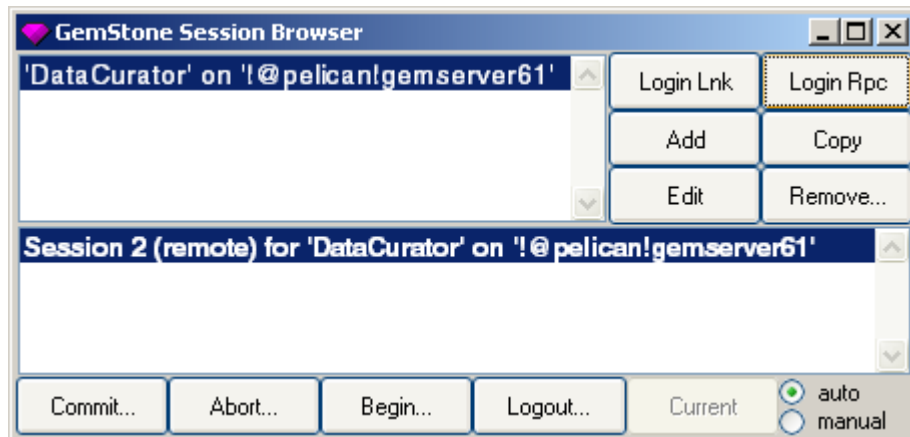 GemStone Session Browser
'DataCurator' on '!@pelican!gemserver61'
Login Lnk
Login Rpc
Add
Copy
Edit
Remove...
Session 2 (remote) for 'DataCurator' on '!@pelican!gemserver61'
Commit...
Abort...
Begin...
Logout...
Current
auto
manual